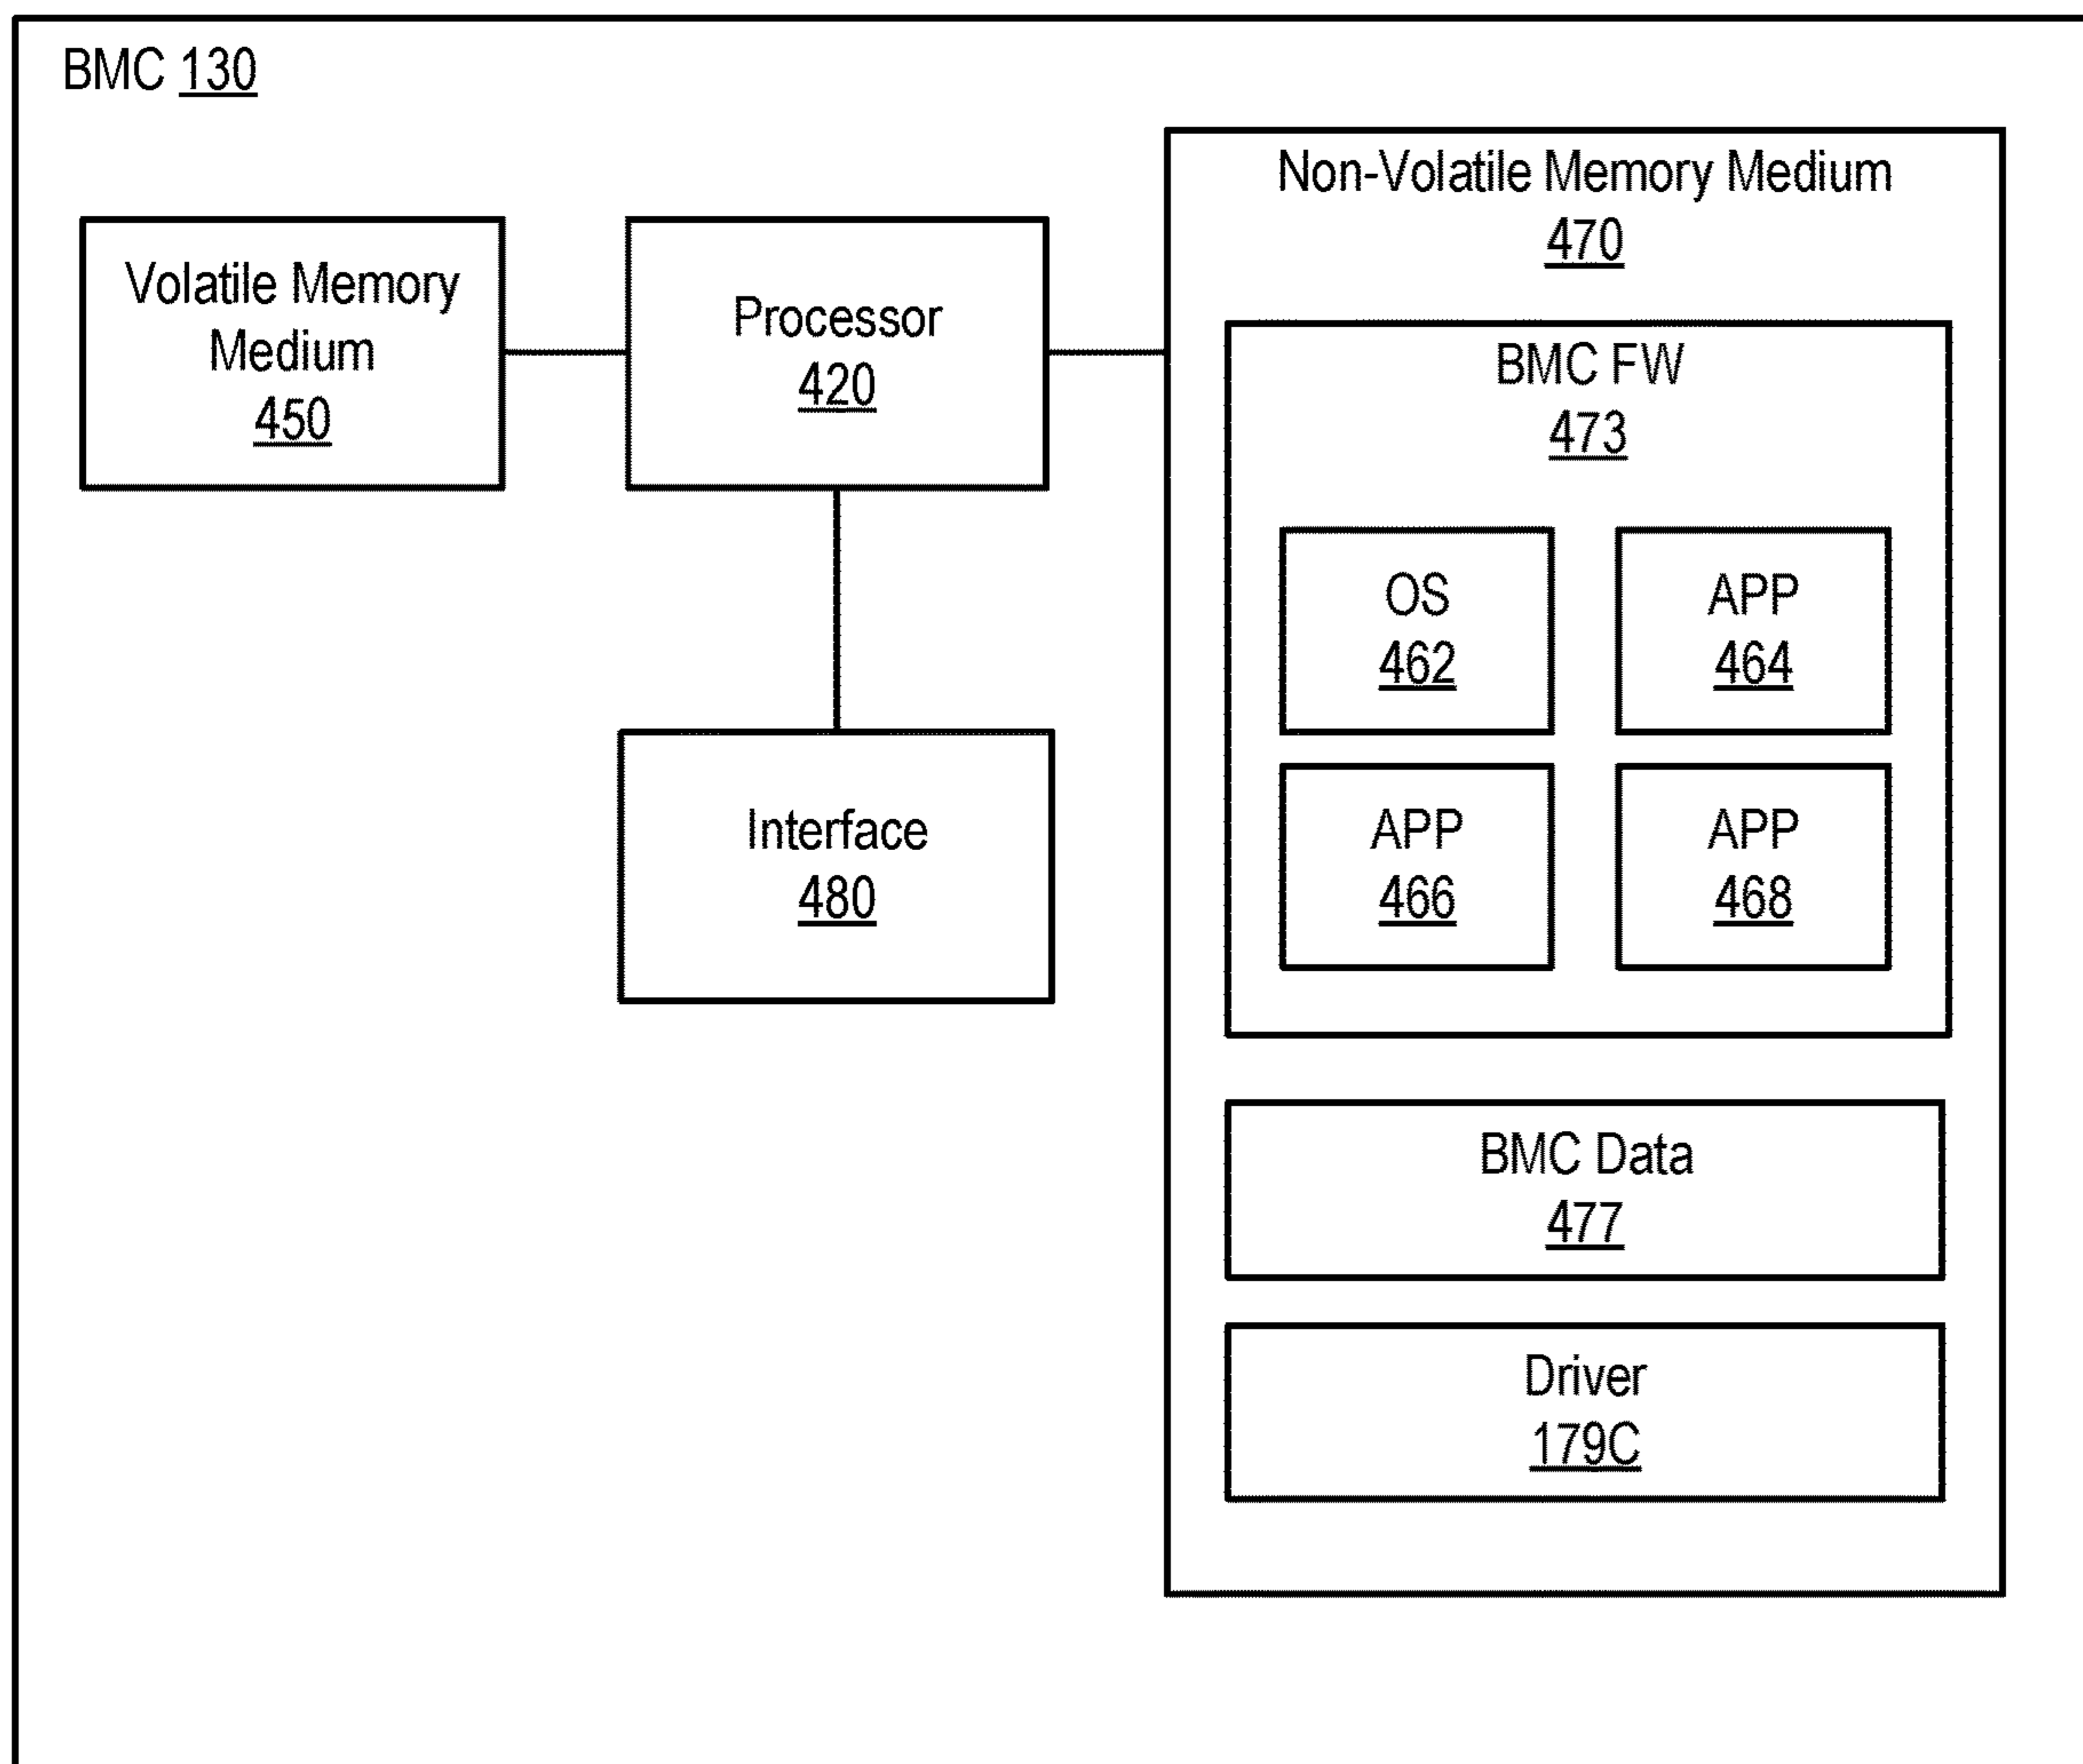 BMC 130
Volatile Memory
Medium
450
Processor
420
Interface
480
Non-Volatile Memory Medium
470
BMC FW
473
OS
462
APP
464
APP
466
APP
468
BMC Data
477
Driver
179C